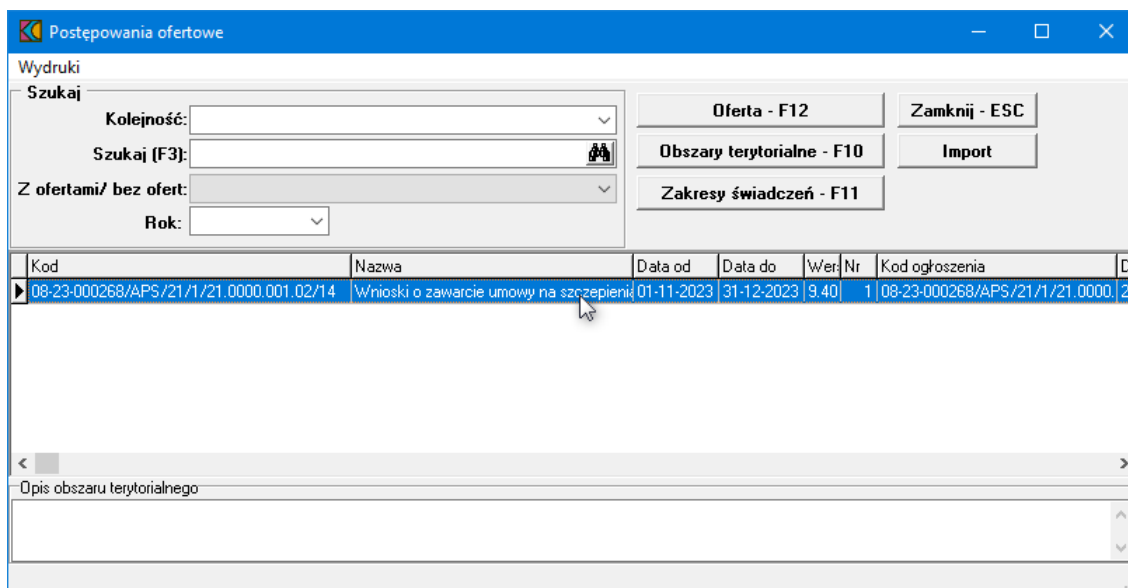 Postępowania ofertowe
Wydruki
Szukaj
Kolejność:
Szukaj (F3):
Z ofertami/ bez ofert:
Rok:
Oferta - F12
Zamknij - ESC
Obszary terytorialne - F10
Import
Zakresy świadczeń - F11
Kod Nazwa Data od Data do Wer Nr Kod ogłoszenia D
08-23-000268/APS/21/1/21.0000.001.02/14 Wnioski o zawarcie umowy na szczepienia 01-11-2023 31-12-2023 9.40 1 08-23-000268/APS/21/1/21.0000. 2
Opis obszaru terytorialnego